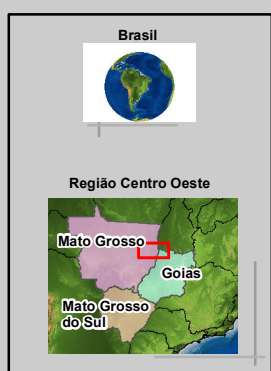 Brasil
Região Centro Oeste
Mato Grosso
Goias
Mato Grosso
do Sul